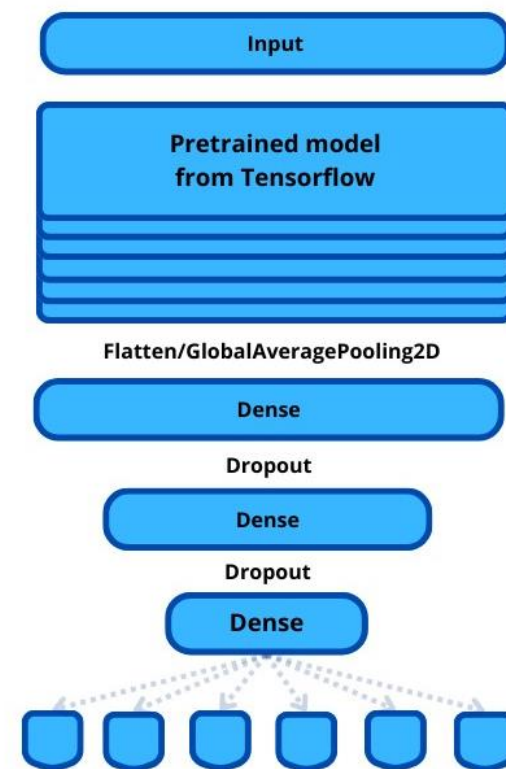 Input
Pretrained model
from Tensorflow
Flatten/GlobalAveragePooling2D
Dense
Dropout
Dense
Dropout
Dense